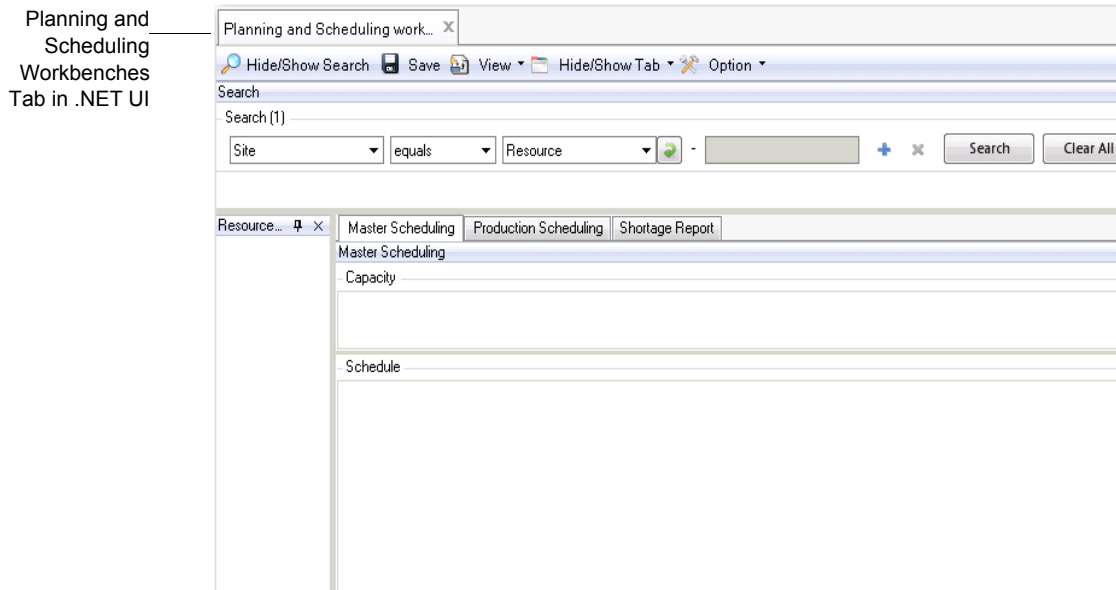 Planning and
Scheduling
Workbenches
Tab in .NET UI
Planning and Scheduling work...
Hide/Show Search Save View Hide/Show Tab Option
Search
Search (1)
Site equals Resource - Search Clear All
Resource... Master Scheduling Production Scheduling Shortage Report
Master Scheduling
Capacity
Schedule